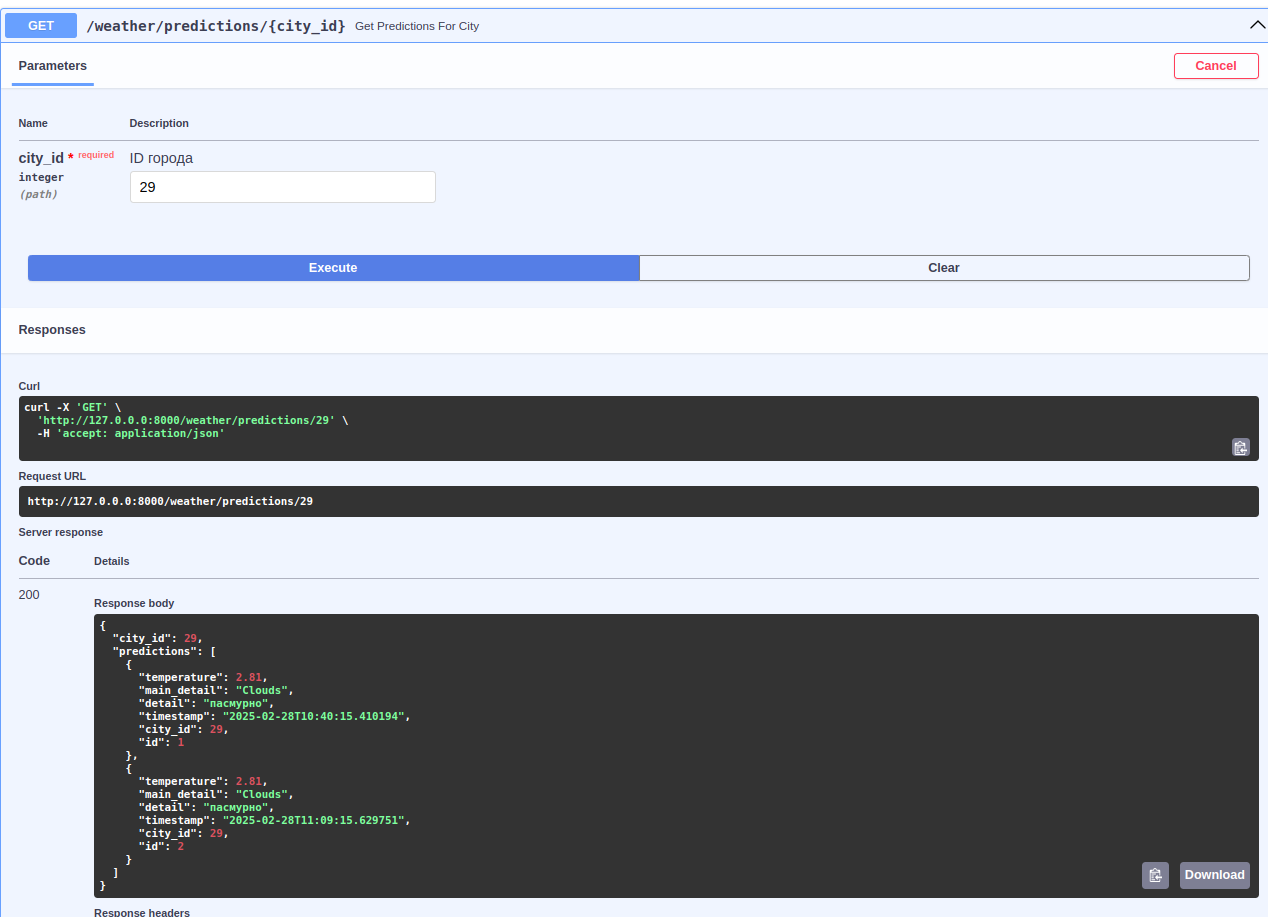 GET /weather/predictions/{city_id} Get Predictions For City
Parameters
Cancel
Name Description
city_id * required ID города
integer
(path)
29
Execute Clear
Responses
Curl
curl -X 'GET' \
  'http://127.0.0.0:8000/weather/predictions/29' \
  -H 'accept: application/json'
Request URL
http://127.0.0.0:8000/weather/predictions/29
Server response
Code Details
200
Response body
{
  "city_id": 29,
  "predictions": [
    {
      "temperature": 2.81,
      "main_detail": "Clouds",
      "detail": "пасмурно",
      "timestamp": "2025-02-28T10:40:15.410194",
      "city_id": 29,
      "id": 1
    },
    {
      "temperature": 2.81,
      "main_detail": "Clouds",
      "detail": "пасмурно",
      "timestamp": "2025-02-28T11:09:15.629751",
      "city_id": 29,
      "id": 2
    }
  ]
}
Download
Response headers